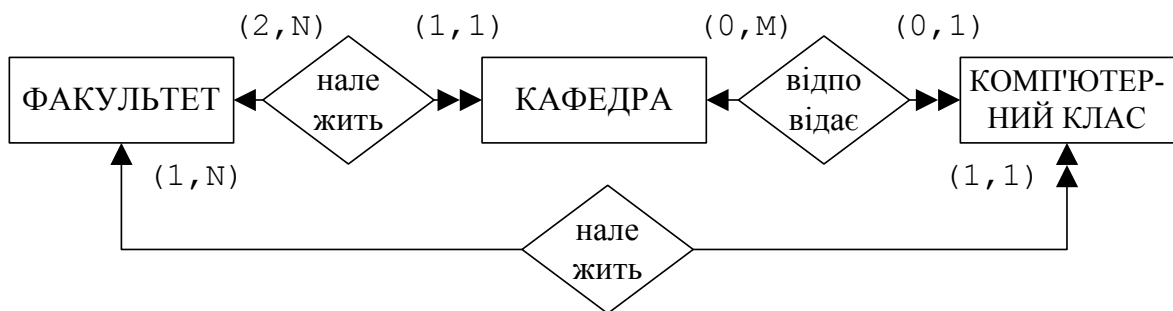 (2,N)
(1,1)
(0,M)
(0,1)
ФАКУЛЬТЕТ
нале
жить
КАФЕДРА
відпо
відає
КОМП'ЮТЕР-
НИЙ КЛАС
(1,N)
(1,1)
нале
жить